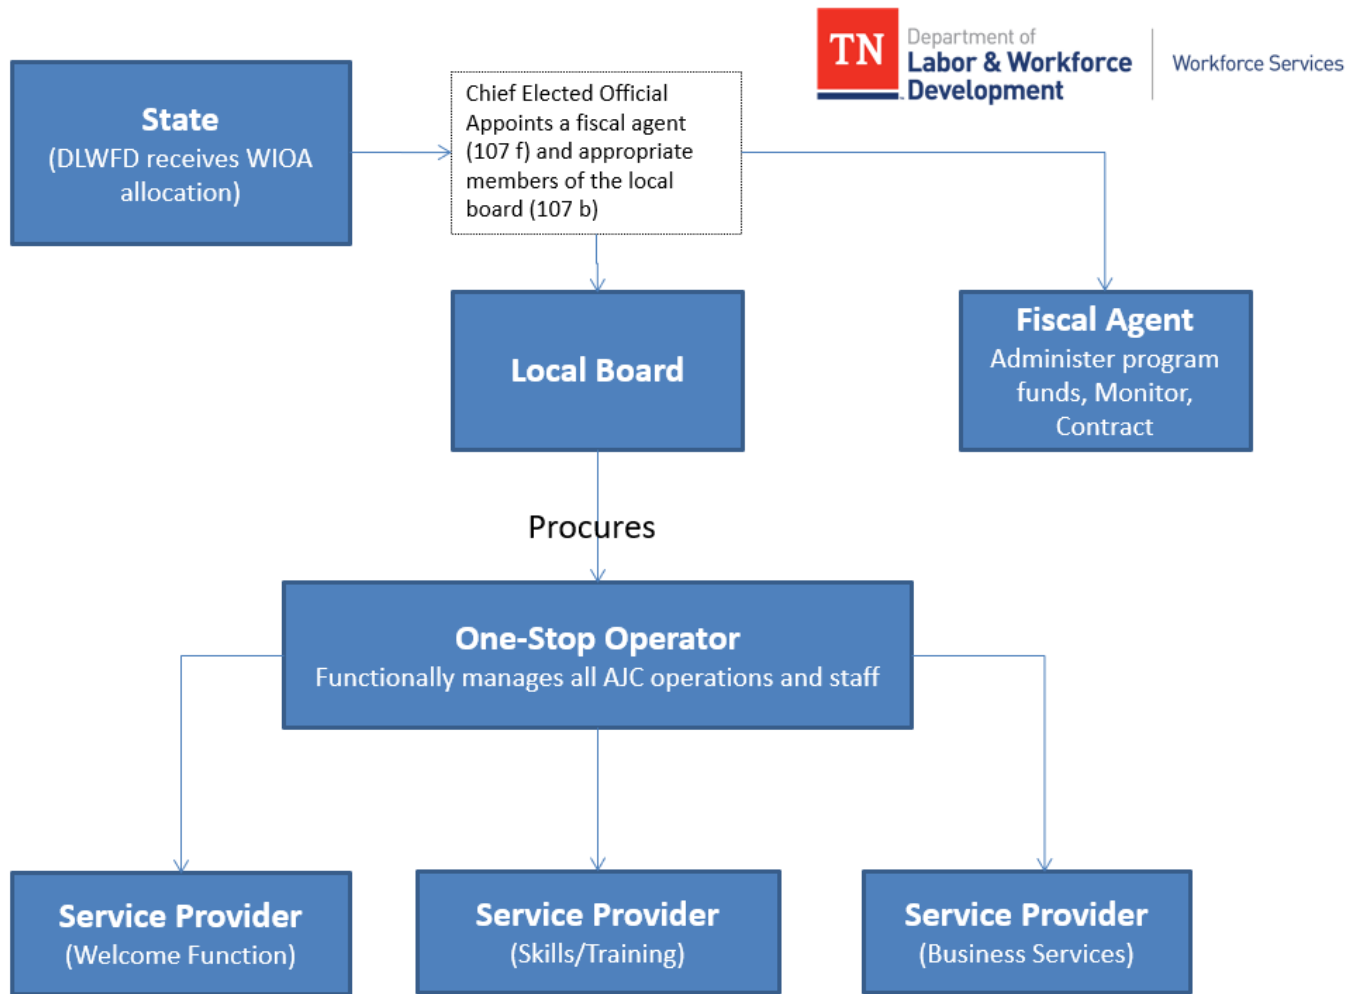 TN
Department of
Labor & Workforce
Development
Workforce Services
State
(DLWFD receives WIOA
allocation)
Chief Elected Official
Appoints a fiscal agent
(107 f) and appropriate
members of the local
board (107 b)
Local Board
Fiscal Agent
Administer program
funds, Monitor,
Contract
Procures
One-Stop Operator
Functionally manages all AJC operations and staff
Service Provider
(Welcome Function)
Service Provider
(Skills/Training)
Service Provider
(Business Services)